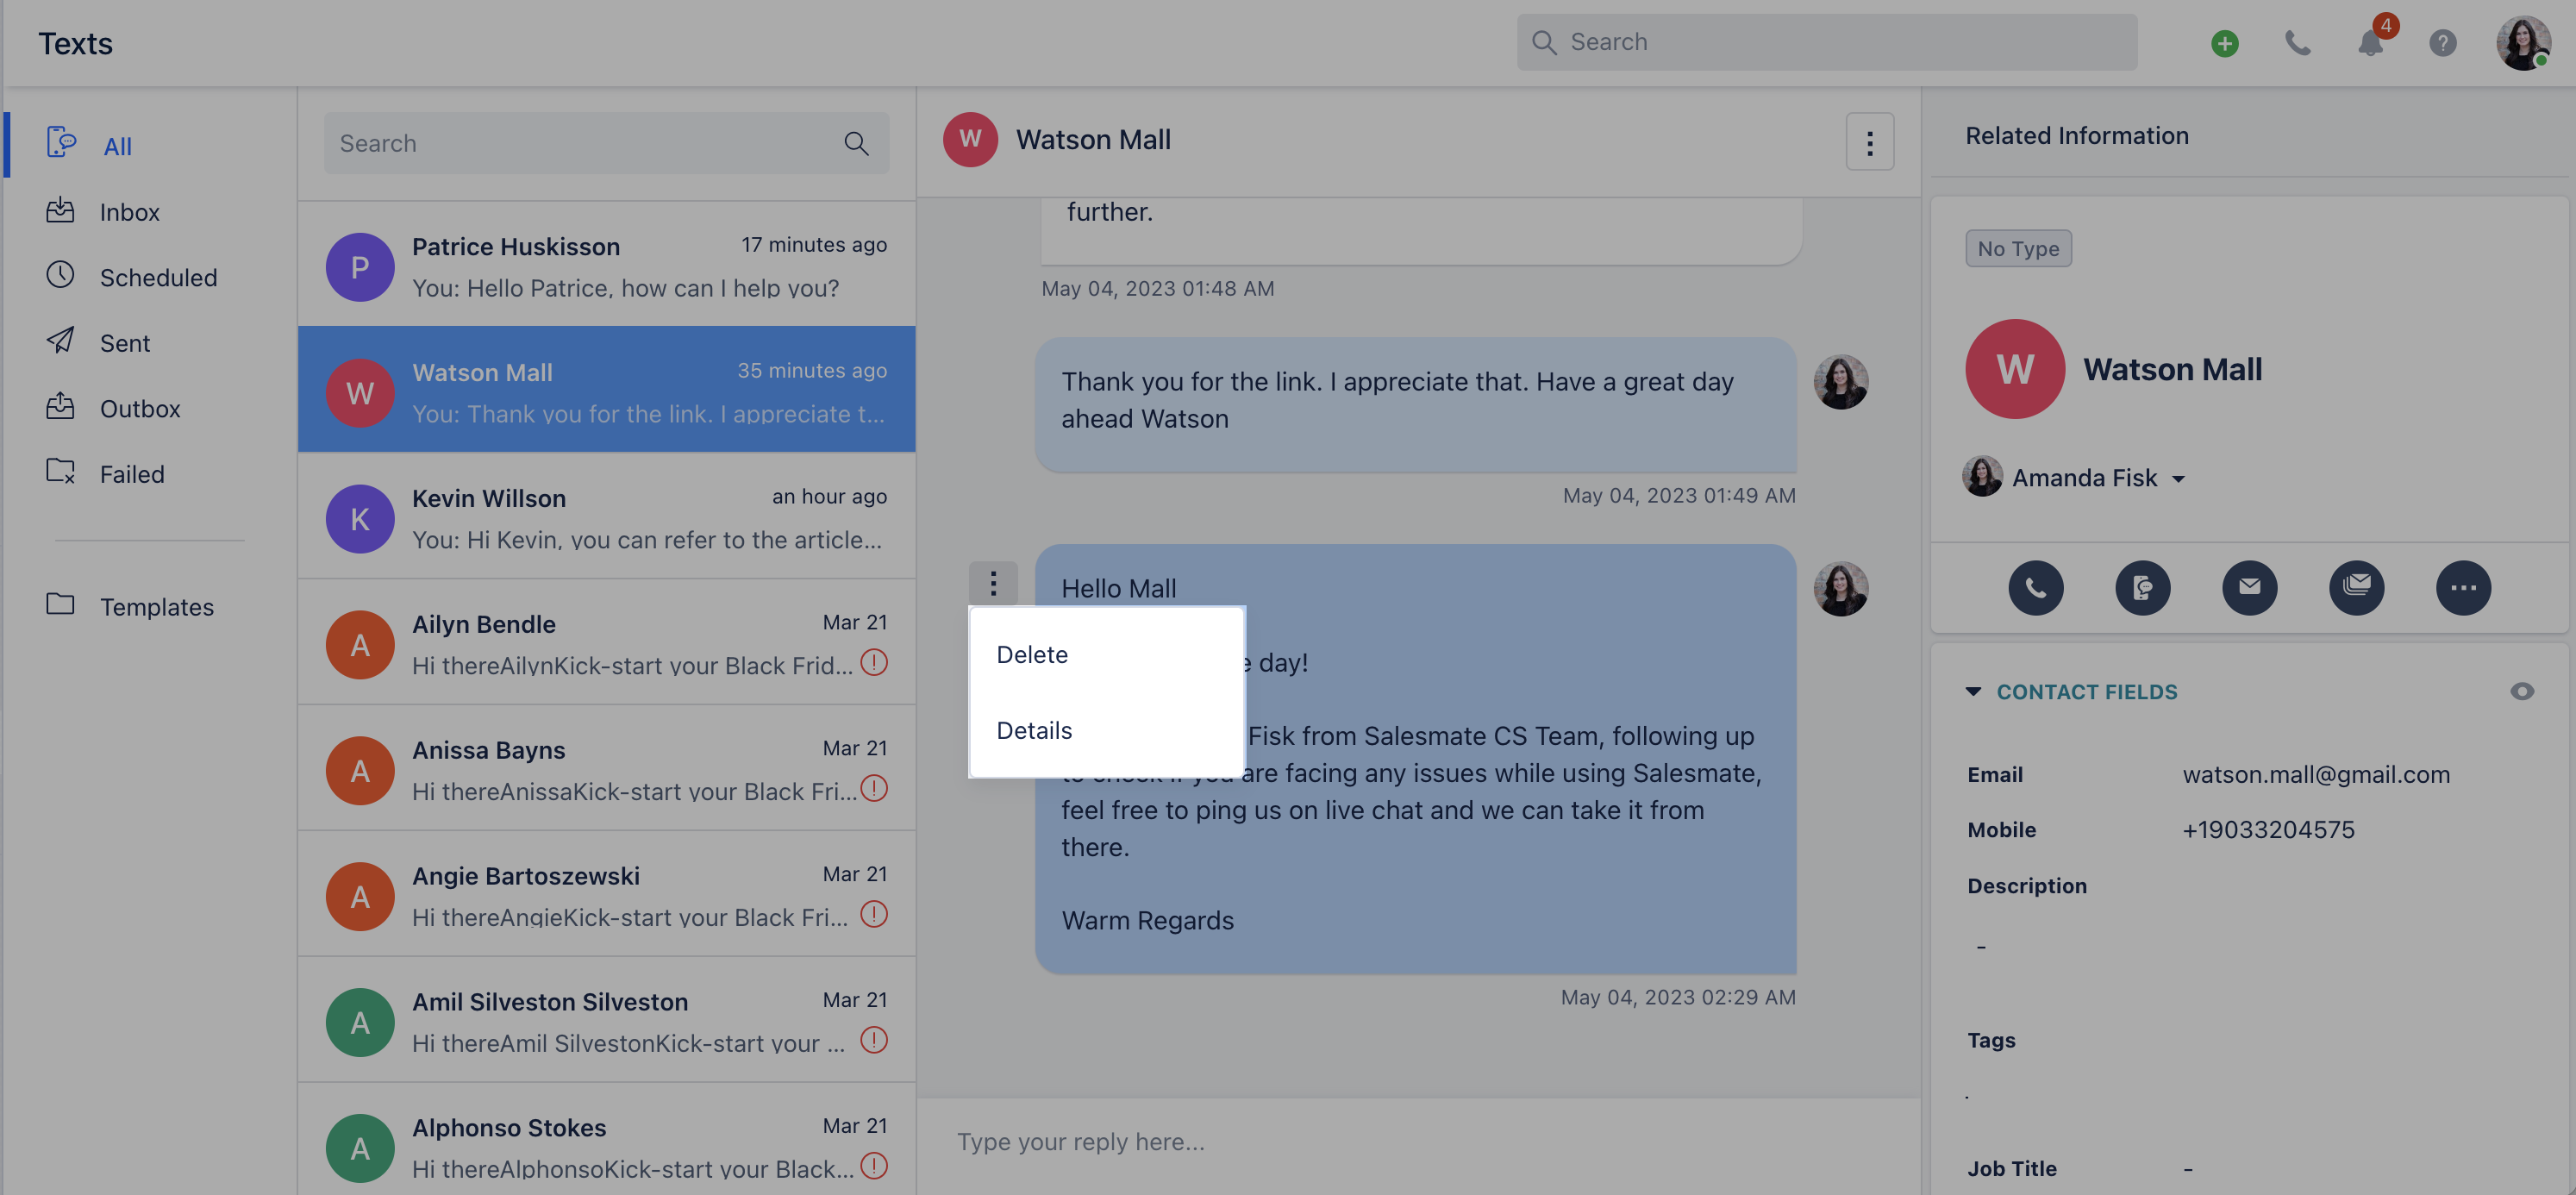 Texts
Search
4
?
All
Inbox
Scheduled
Sent
Outbox
Failed
Templates
Search
P
Patrice Huskisson
17 minutes ago
You: Hello Patrice, how can I help you?
W
Watson Mall
35 minutes ago
You: Thank you for the link. I appreciate t...
K
Kevin Willson
an hour ago
You: Hi Kevin, you can refer to the article...
A
Ailyn Bendle
Mar 21
Hi thereAilynKick-start your Black Frid...
A
Anissa Bayns
Mar 21
Hi thereAnissaKick-start your Black Fri...
A
Angie Bartoszewski
Mar 21
Hi thereAngieKick-start your Black Fri...
A
Amil Silveston Silveston
Mar 21
Hi thereAmil SilvestonKick-start your ...
A
Alphonso Stokes
Mar 21
Hi thereAlphonsoKick-start your Black...
W
Watson Mall
further.
May 04, 2023 01:48 AM
Thank you for the link. I appreciate that. Have a great day
ahead Watson
May 04, 2023 01:49 AM
Hello Mall
day!
Fisk from Salesmate CS Team, following up
you are facing any issues while using Salesmate,
feel free to ping us on live chat and we can take it from
there.
Warm Regards
May 04, 2023 02:29 AM
Delete
Details
Type your reply here...
Related Information
No Type
W
Watson Mall
Amanda Fisk
CONTACT FIELDS
Email
watson.mall@gmail.com
Mobile
+19033204575
Description
-
Tags
.
Job Title
-